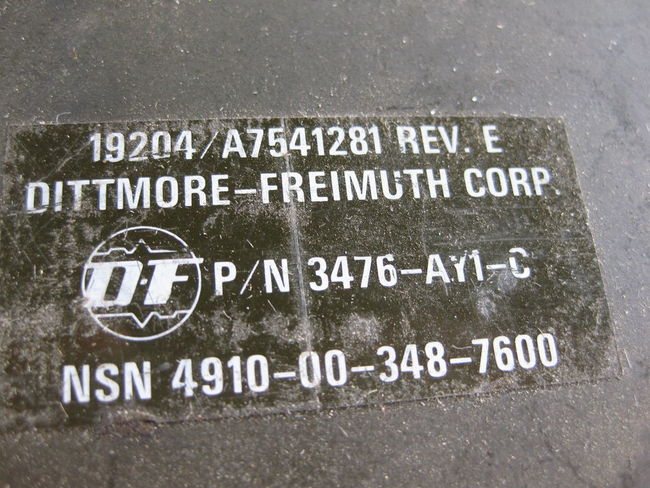 19204/A7541281 REV. E
DITTMORE-FREIMUTH CORP.
D·F P/N 3476-AY1-C
NSN 4910-00-348-7600